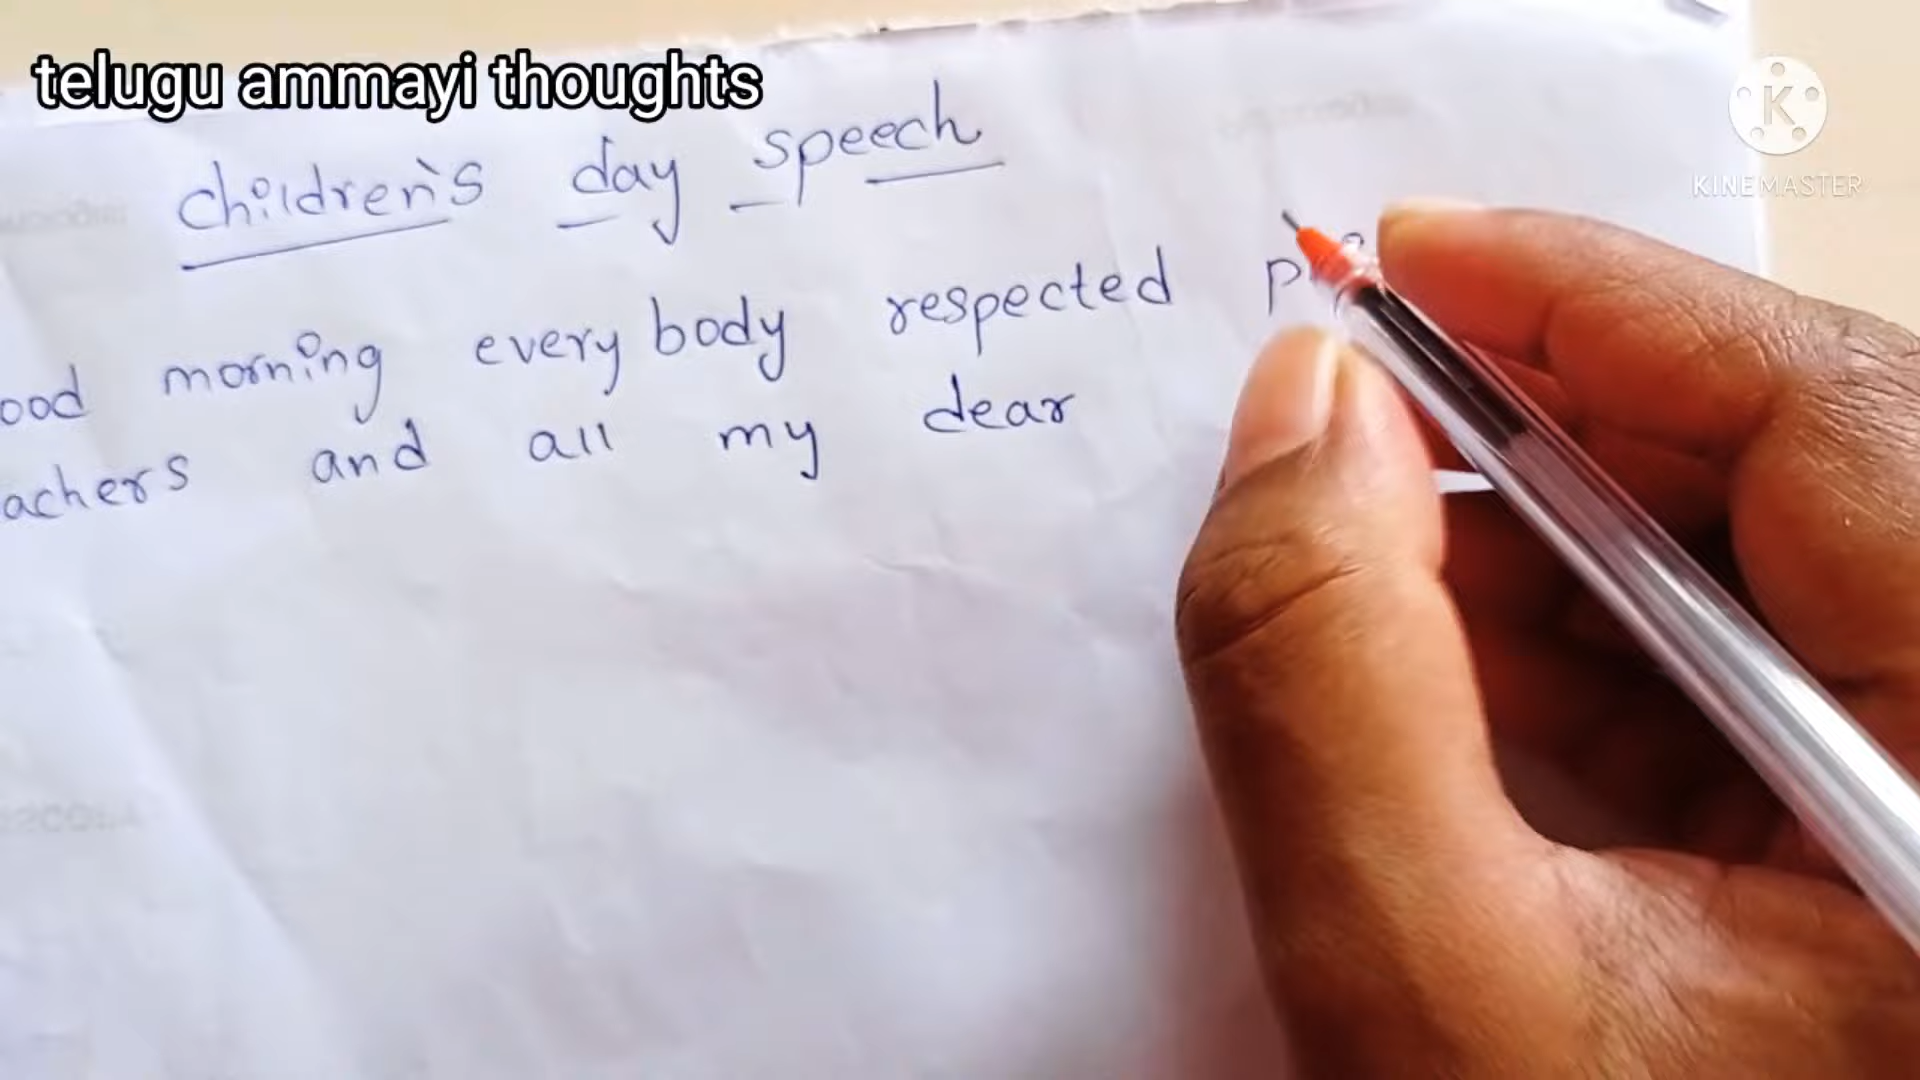 telugu ammayi thoughts
KINEMASTER
children's day speech
ood morning every body respected
achers and all my dear